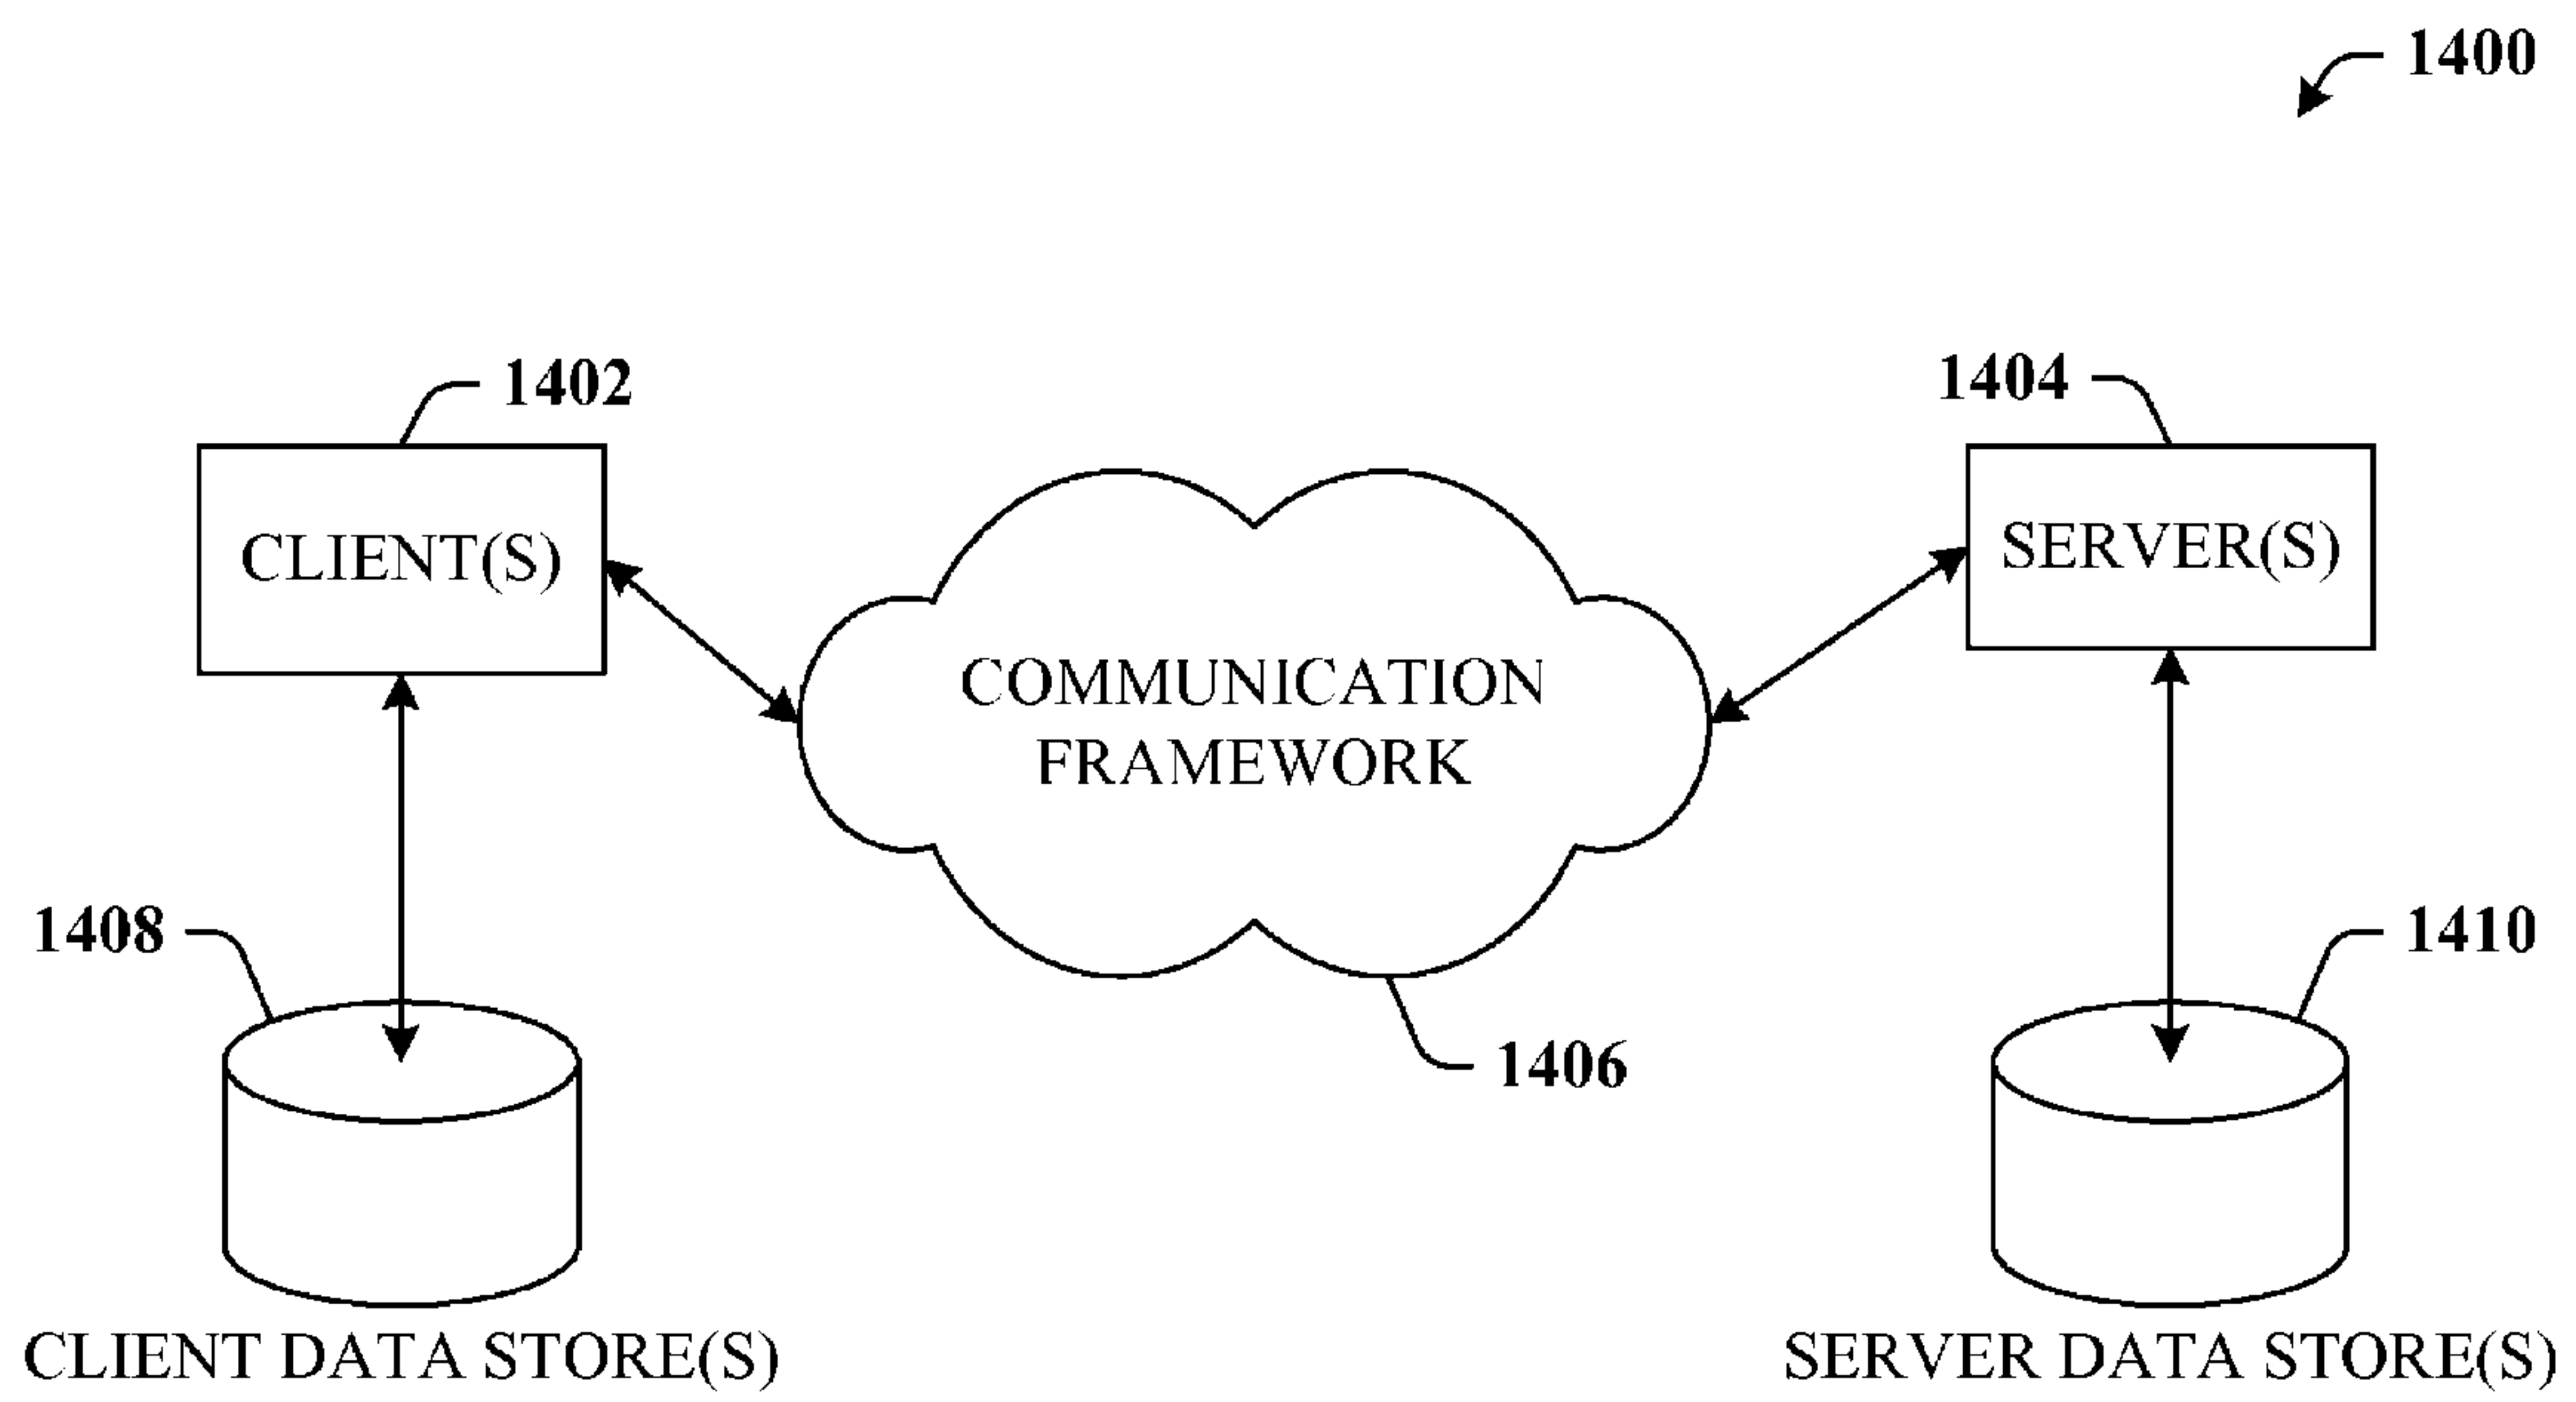 1400
1402
1404
CLIENT(S)
SERVER(S)
COMMUNICATION
FRAMEWORK
1408
1410
1406
CLIENT DATA STORE(S)
SERVER DATA STORE(S)